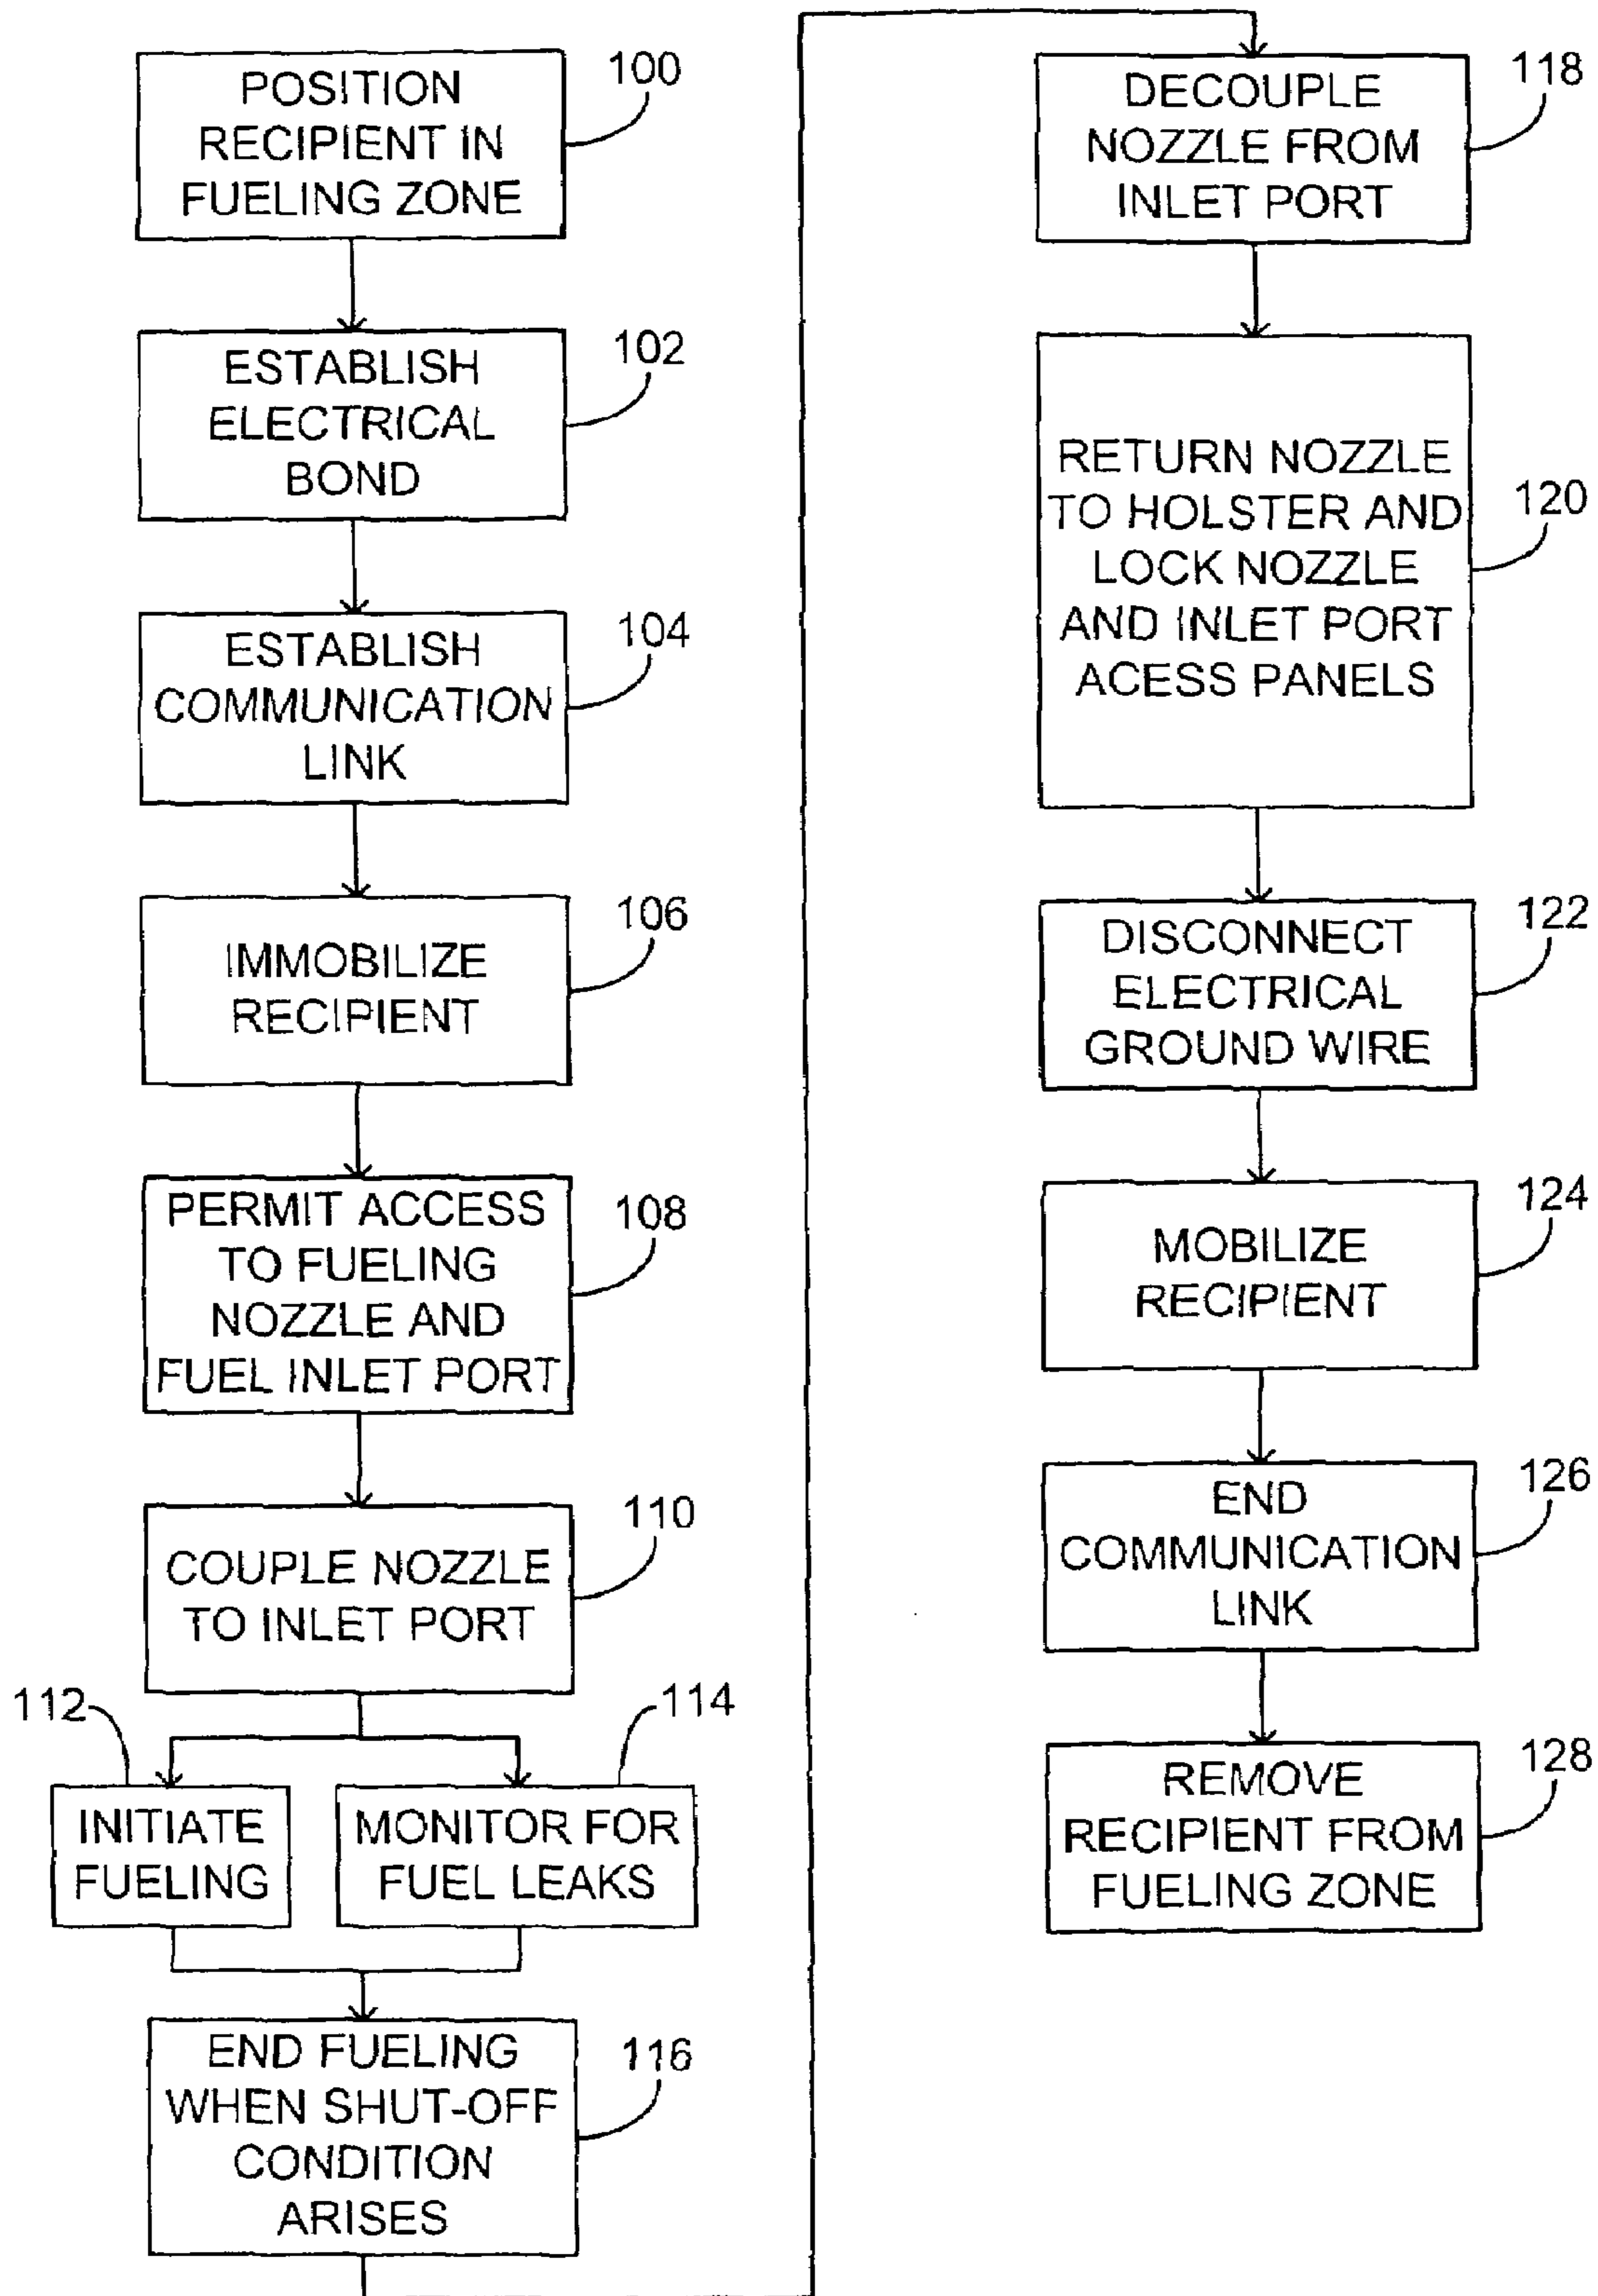 POSITION
RECIPIENT IN
FUELING ZONE
100
ESTABLISH
ELECTRICAL
BOND
102
ESTABLISH
COMMUNICATION
LINK
104
IMMOBILIZE
RECIPIENT
106
PERMIT ACCESS
TO FUELING
NOZZLE AND
FUEL INLET PORT
108
COUPLE NOZZLE
TO INLET PORT
110
112
INITIATE
FUELING
114
MONITOR FOR
FUEL LEAKS
END FUELING
WHEN SHUT-OFF
CONDITION
ARISES
116
DECOUPLE
NOZZLE FROM
INLET PORT
118
RETURN NOZZLE
TO HOLSTER AND
LOCK NOZZLE
AND INLET PORT
ACESS PANELS
120
DISCONNECT
ELECTRICAL
GROUND WIRE
122
MOBILIZE
RECIPIENT
124
END
COMMUNICATION
LINK
126
REMOVE
RECIPIENT FROM
FUELING ZONE
128